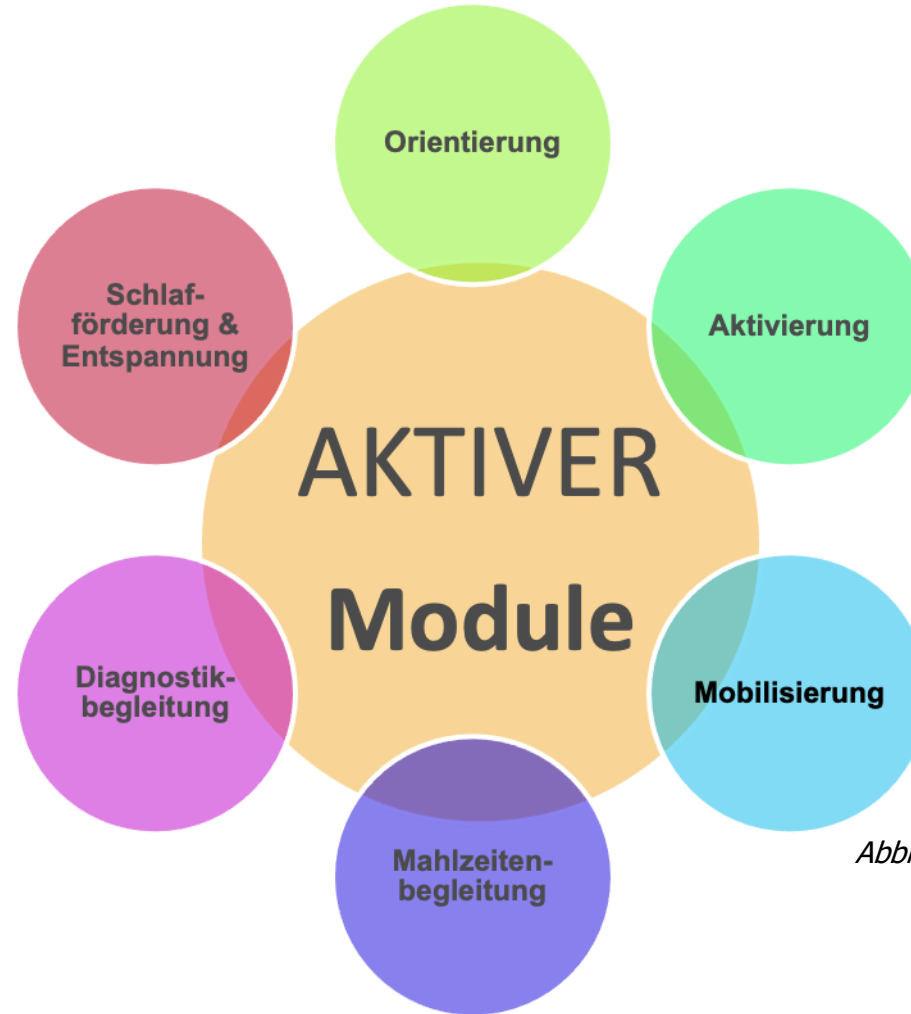 Orientierung
Schlaf-
förderung &
Entspannung
Aktivierung
AKTIVER
Module
Diagnostik-
begleitung
Mobilisierung
Mahlzeiten-
begleitung